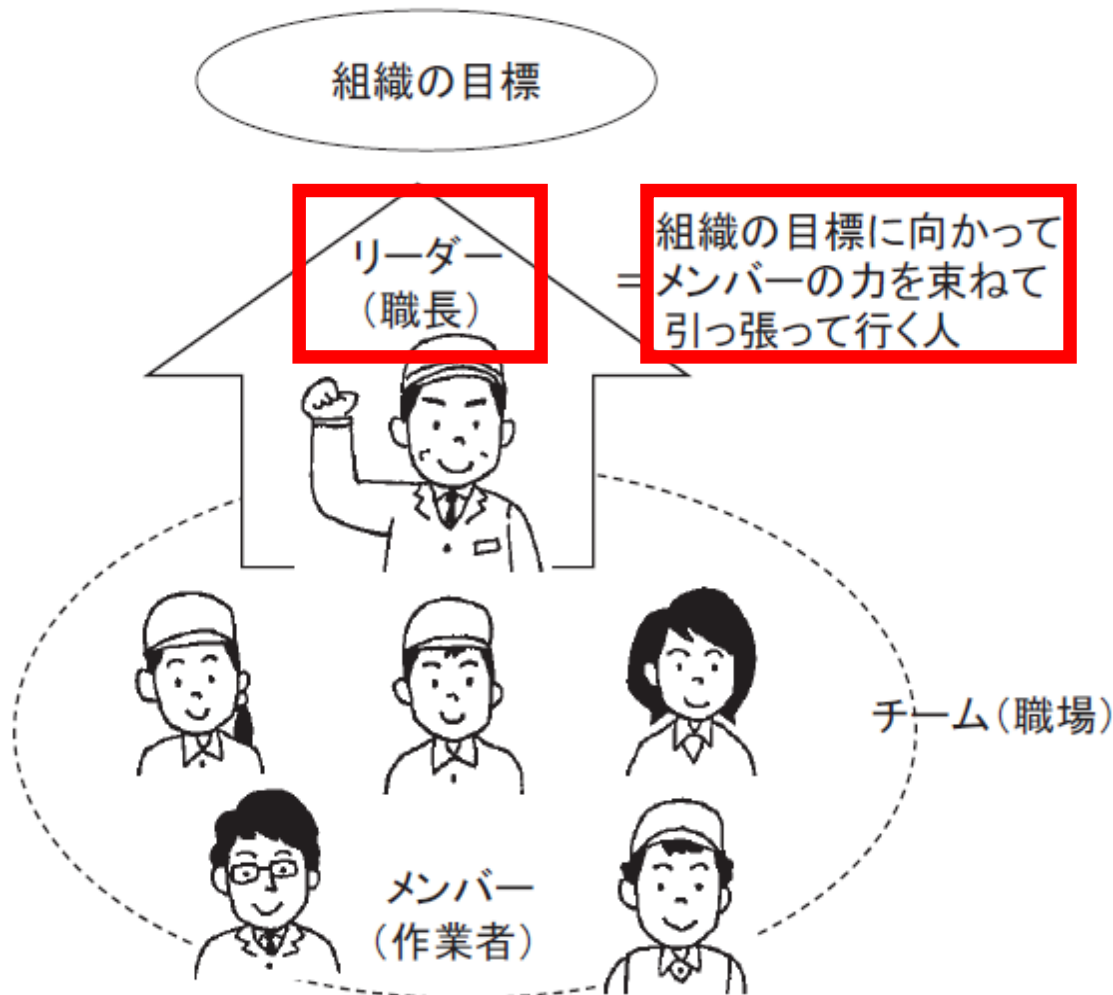 組織の目標
リーダー
(職長)
組織の目標に向かって
=メンバーの力を束ねて
引っ張って行く人
チーム(職場)
メンバー
(作業者)